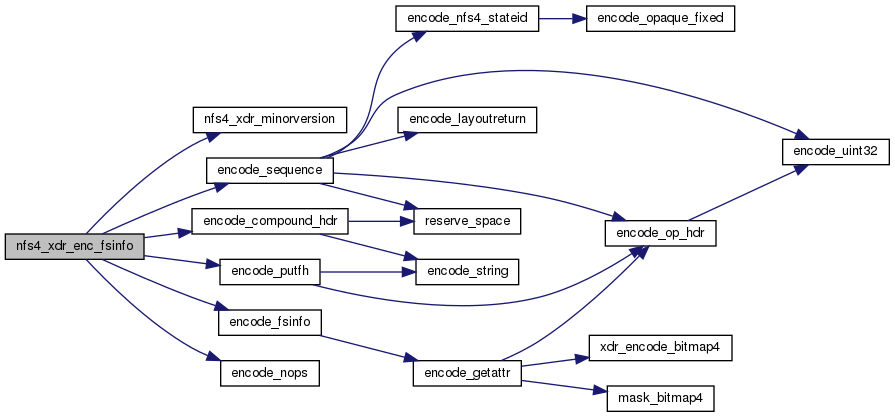 encode_nfs4_stateid
encode_opaque_fixed
nfs4_xdr_minorversion
encode_layoutreturn
encode_uint32
encode_sequence
encode_compound_hdr
reserve_space
nfs4_xdr_enc_fsinfo
encode_op_hdr
encode_putfh
encode_string
encode_fsinfo
xdr_encode_bitmap4
encode_nops
encode_getattr
mask_bitmap4